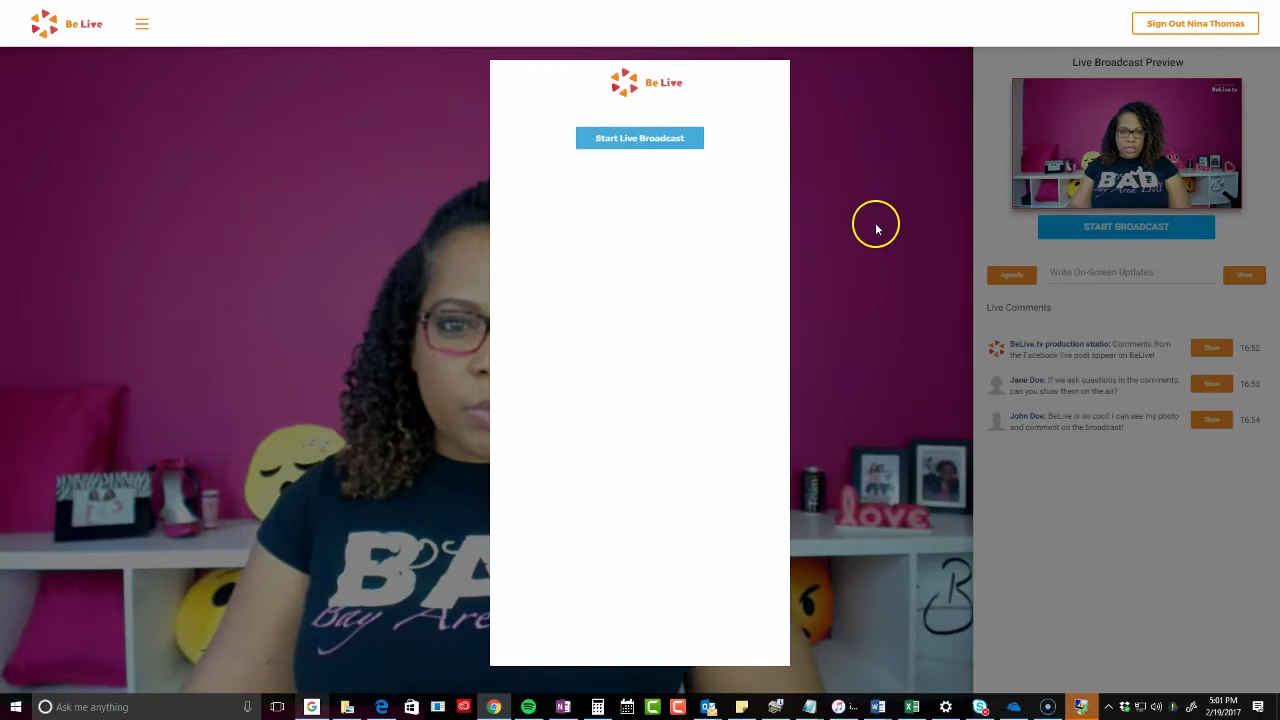 Be Live
Sign Out Nina Thomas
Be Live
Start Live Broadcast
Live Broadcast Preview
BeLive.tv
BAD
Bay Area Doll
START BROADCAST
Agenda
Write On-Screen Updates
Show
Live Comments
BeLive.tv production studio: Comments from
the Facebook live post appear on BeLive!
Show
16:52
Jane Doe: If we ask questions in the comments,
can you show them on the air?
Show
16:53
John Doe: BeLive is so cool! I can see my photo
and comment on the broadcast!
Show
16:54
love
BA
Bay Are
Ask me anything
5:01 PM
2/19/2017